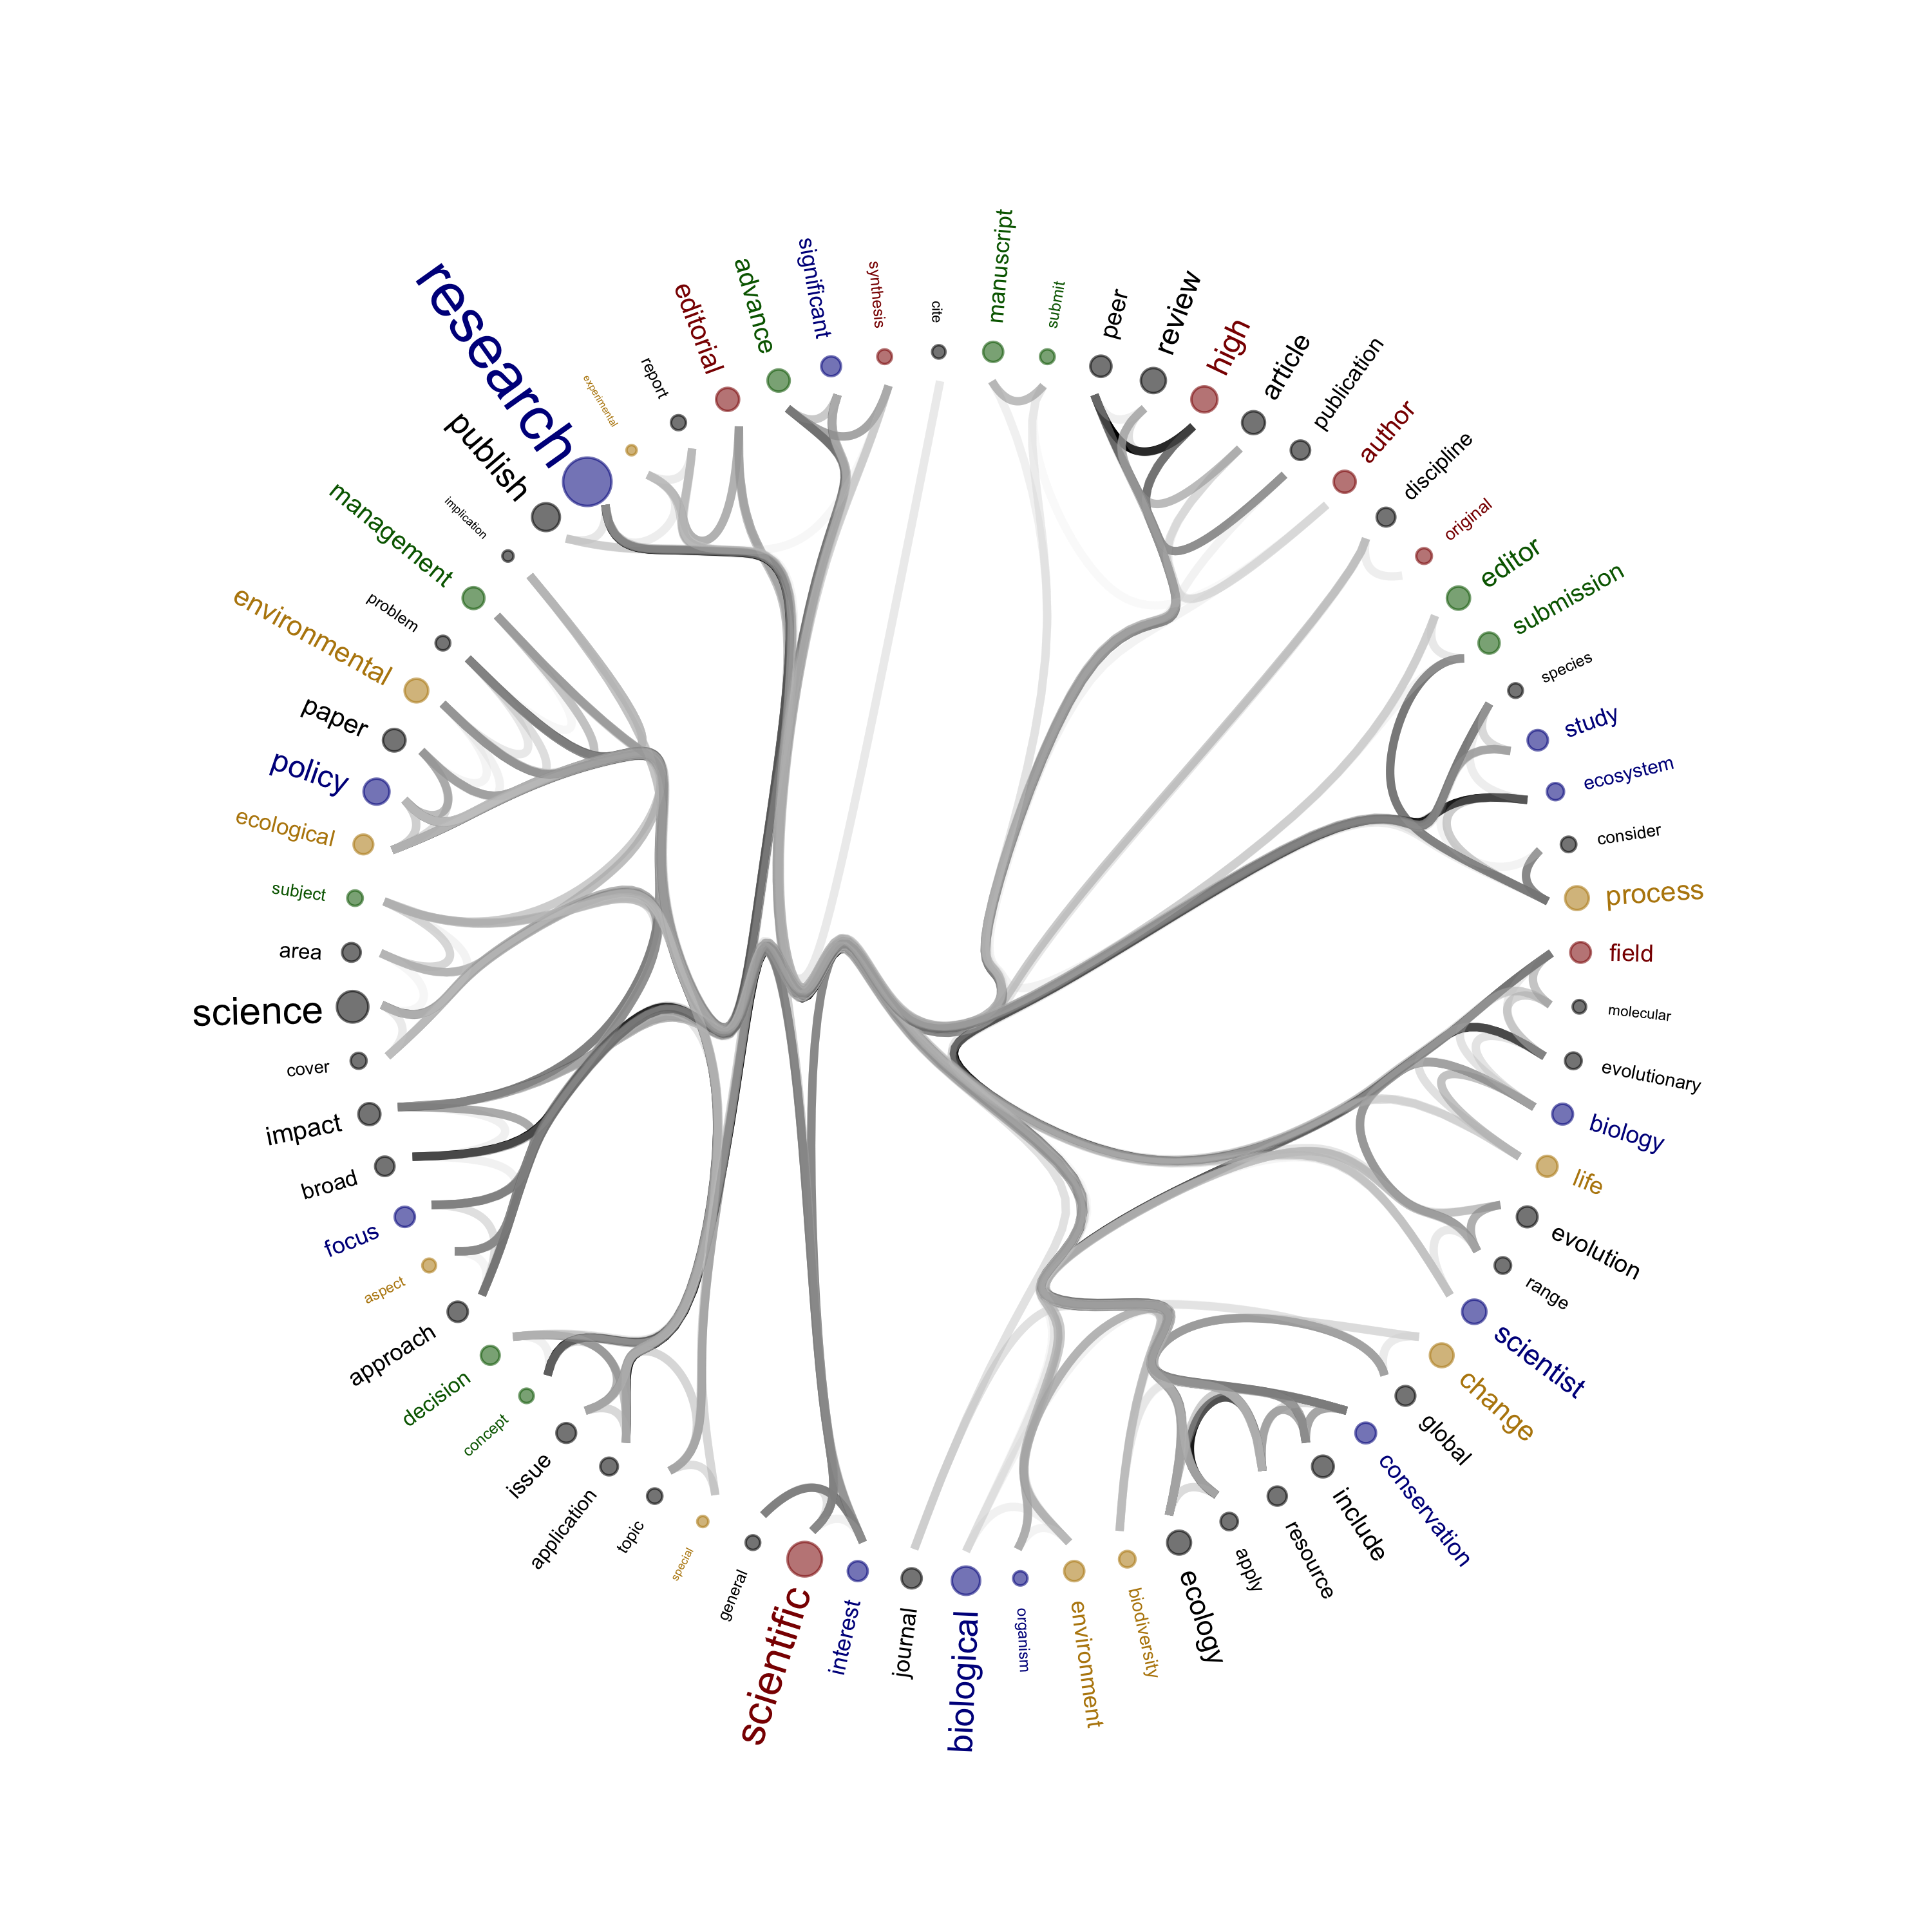 manuscript
submit
peer
review
high
article
publication
author
discipline
original
editor
submission
species
study
ecosystem
consider
process
field
molecular
evolutionary
biology
life
evolution
range
scientist
change
global
conservation
include
resource
apply
ecology
biodiversity
environment
organism
biological
journal
interest
scientific
general
special
topic
application
issue
concept
decision
approach
aspect
focus
broad
impact
cover
science
area
subject
ecological
policy
paper
environmental
problem
management
implication
publish
research
experimental
report
editorial
advance
significant
synthesis
cite